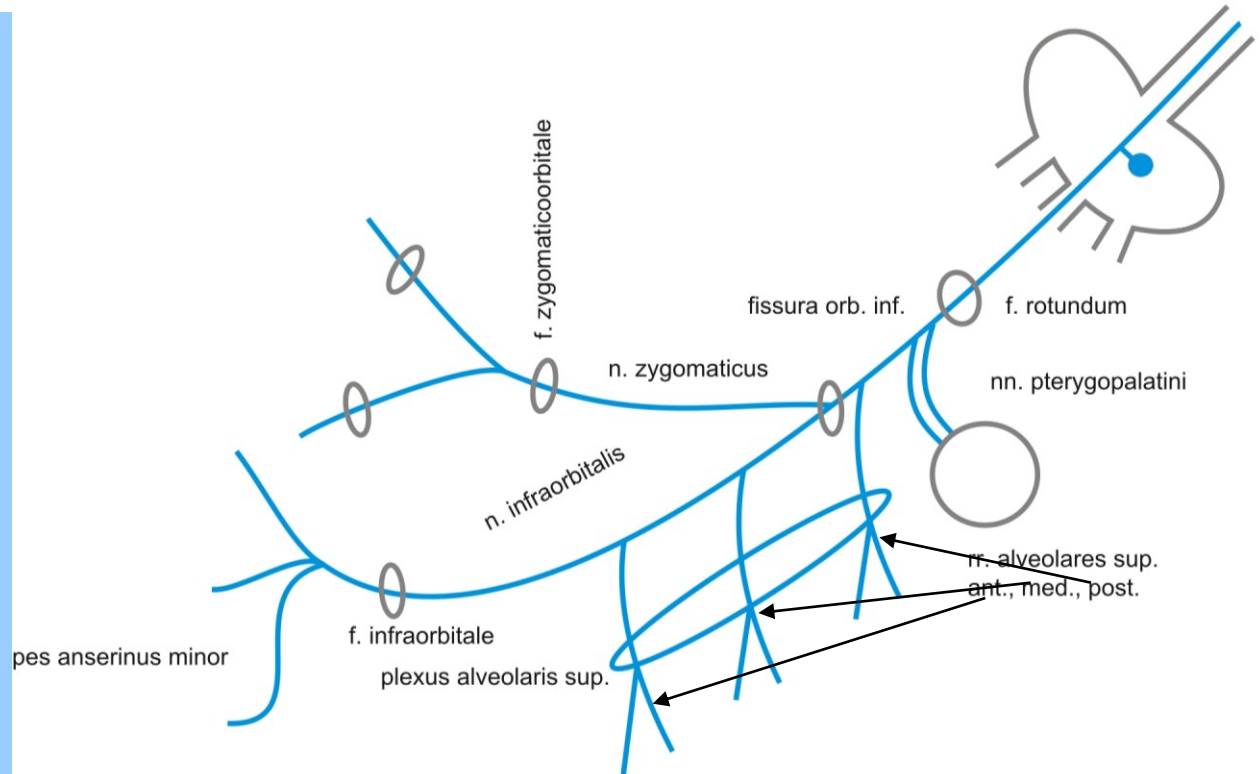 f. zygomaticoorbitale
fissura orb. inf.
f. rotundum
n. zygomaticus
nn. pterygopalatini
n. infraorbitalis
rr. alveolares sup.
ant., med., post.
f. infraorbitale
pes anserinus minor
plexus alveolaris sup.